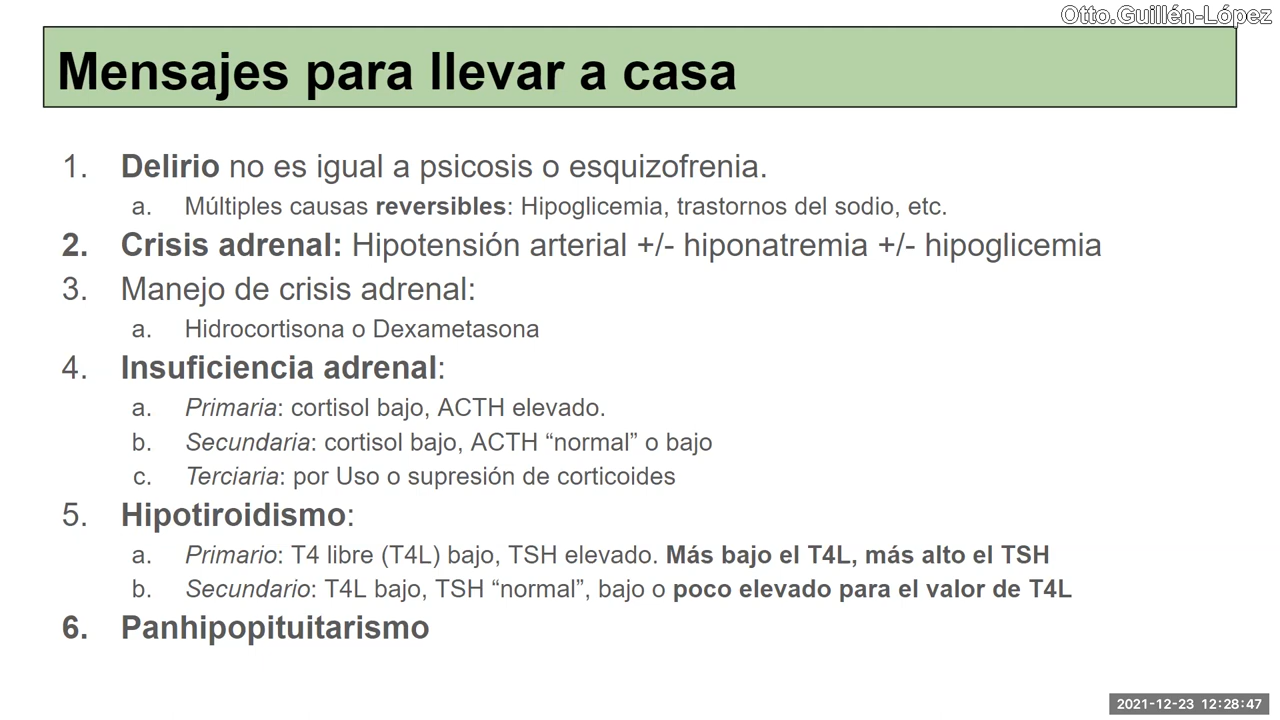 Otto.Guillén-López
Mensajes para llevar a casa
1. Delirio no es igual a psicosis o esquizofrenia.
a. Múltiples causas reversibles: Hipoglicemia, trastornos del sodio, etc.
2. Crisis adrenal: Hipotensión arterial +/- hiponatremia +/- hipoglicemia
3. Manejo de crisis adrenal:
a. Hidrocortisona o Dexametasona
4. Insuficiencia adrenal:
a. Primaria: cortisol bajo, ACTH elevado.
b. Secundaria: cortisol bajo, ACTH “normal” o bajo
c. Terciaria: por Uso o supresión de corticoides
5. Hipotiroidismo:
a. Primario: T4 libre (T4L) bajo, TSH elevado. Más bajo el T4L, más alto el TSH
b. Secundario: T4L bajo, TSH “normal”, bajo o poco elevado para el valor de T4L
6. Panhipopituitarismo
2021-12-23 12:28:47